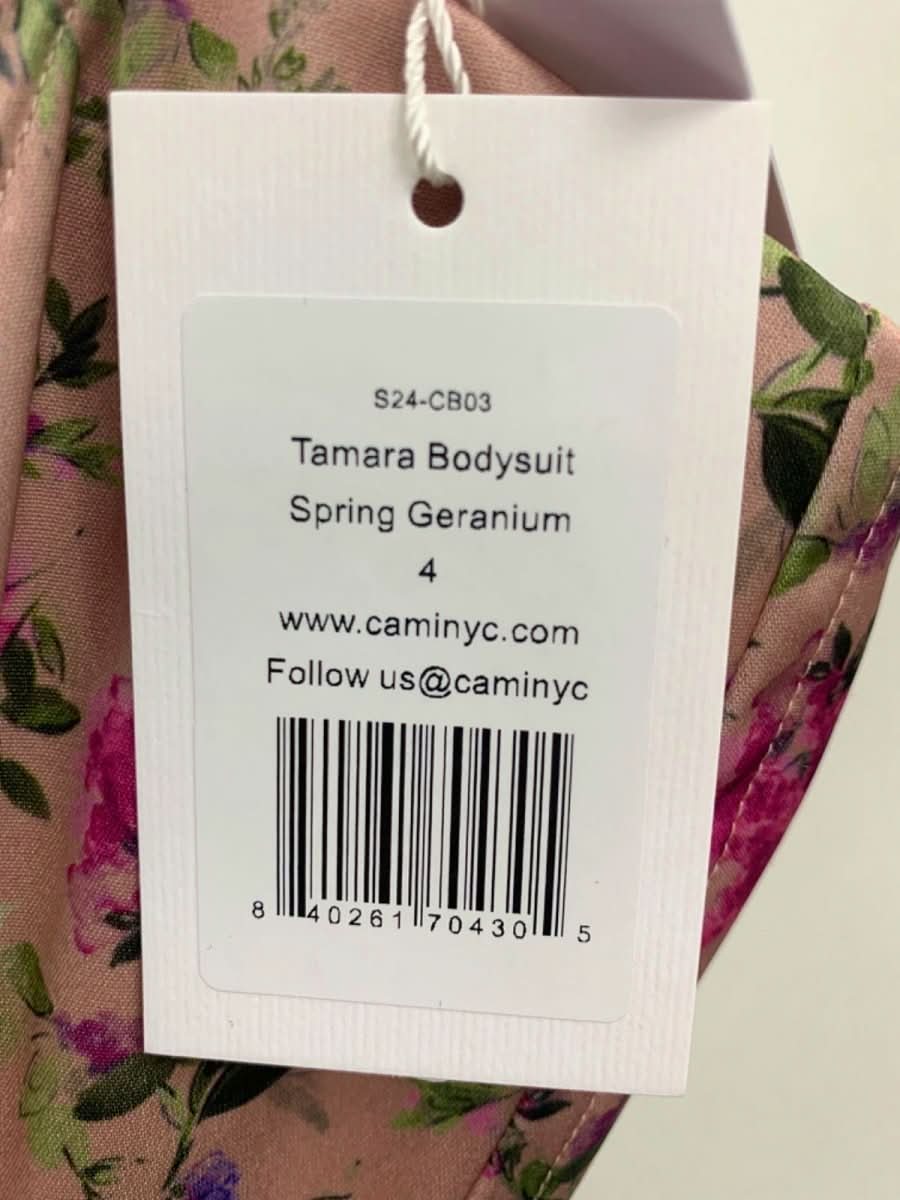 S24-CB03
Tamara Bodysuit
Spring Geranium
4
www.caminyc.com
Follow us@caminyc
8 40261 70430 5